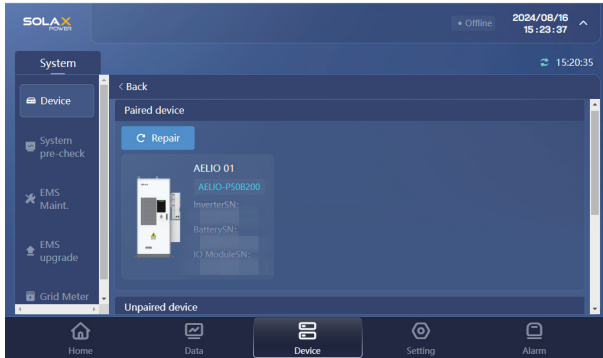 SOLAX
POWER
• Offline
2024/08/16
15:23:37
System
15:20:35
Device
System
pre-check
EMS
Maint.
EMS
upgrade
Grid Meter
< Back
Paired device
Repair
AELIO 01
AELIO-P50B200
InverterSN:
BatterySN:
IO ModuleSN:
Unpaired device
Home
Data
Device
Setting
Alarm